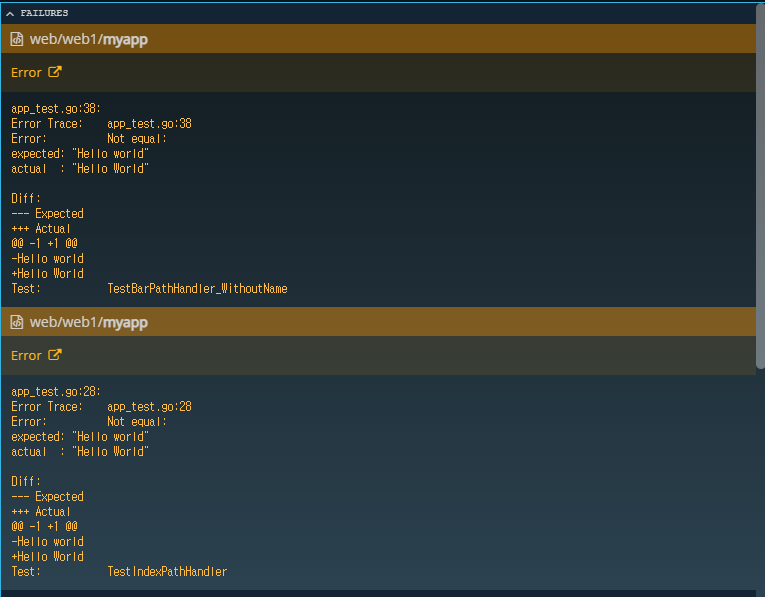 FAILURES
web/web1/myapp
Error
app_test.go:38:
Error Trace:    app_test.go:38
Error:          Not equal:
expected: "Hello world"
actual  : "Hello World"
Diff:
--- Expected
+++ Actual
@@ -1 +1 @@
-Hello world
+Hello World
Test:           TestBarPathHandler_WithoutName
web/web1/myapp
Error
app_test.go:28:
Error Trace:    app_test.go:28
Error:          Not equal:
expected: "Hello world"
actual  : "Hello World"
Diff:
--- Expected
+++ Actual
@@ -1 +1 @@
-Hello world
+Hello World
Test:           TestIndexPathHandler